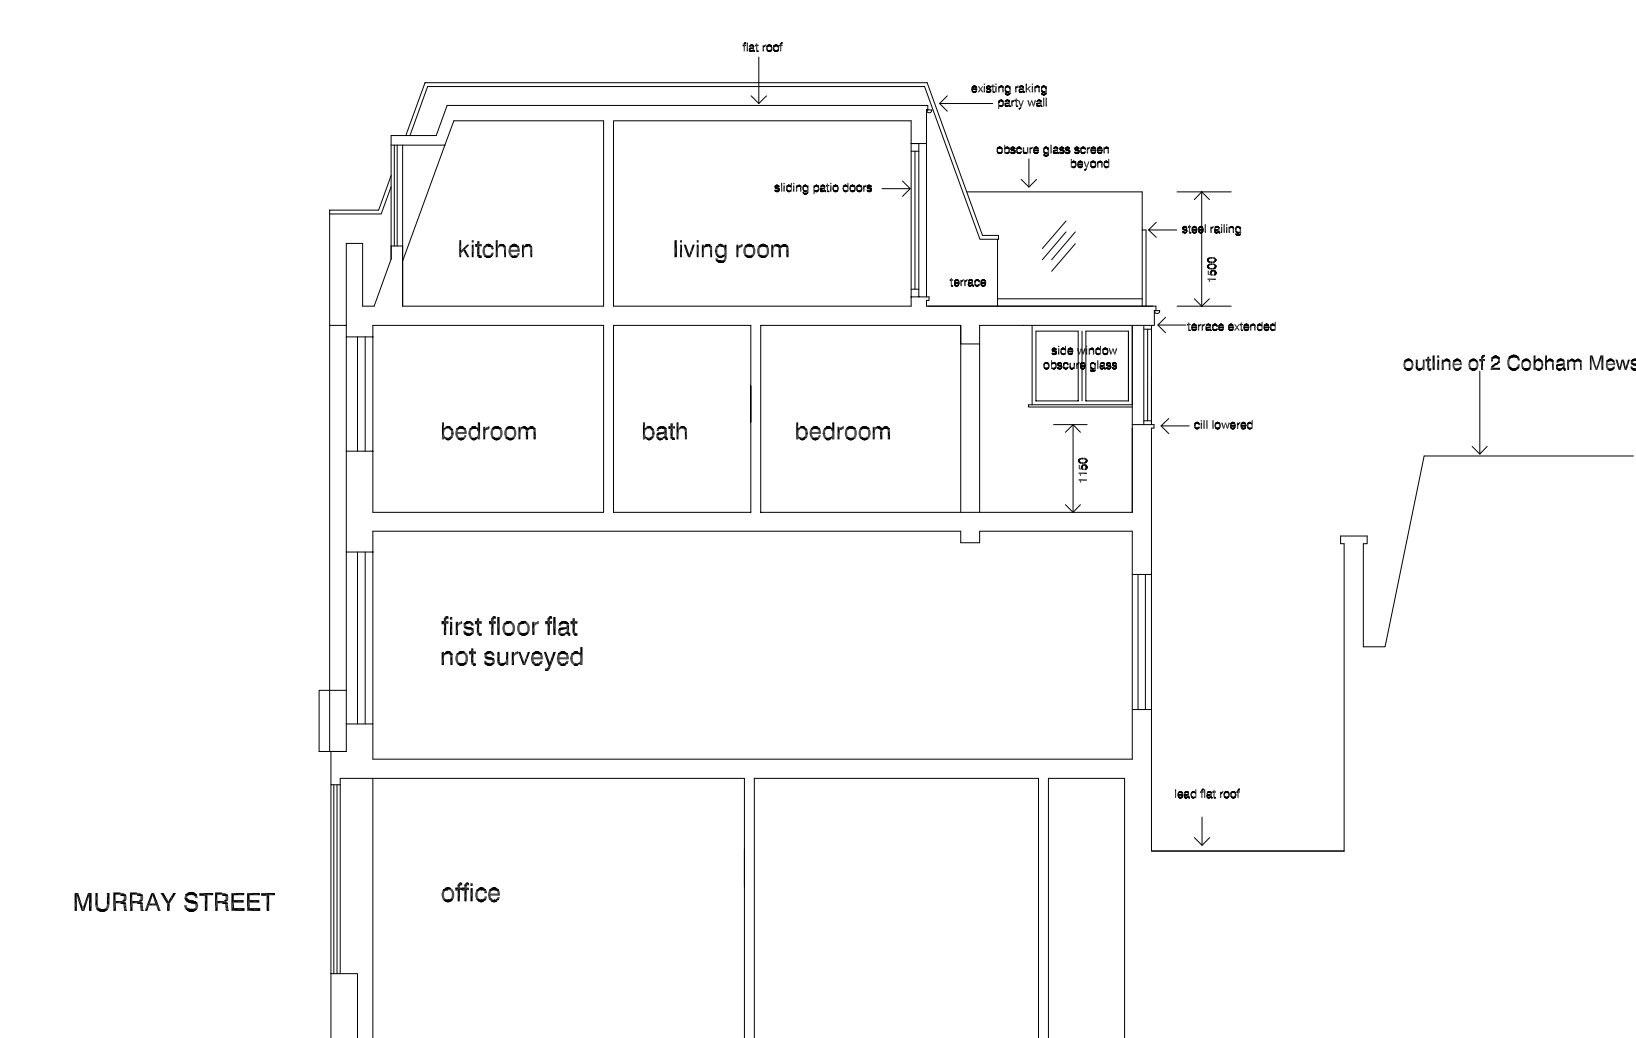 flat roof
existing raking
party wall
obscure glass screen
beyond
sliding patio doors
steel railing
kitchen
living room
1500
terrace
terrace extended
side window
obscure glass
outline of 2 Cobham Mews
bedroom
bath
bedroom
cill lowered
1150
first floor flat
not surveyed
lead flat roof
office
MURRAY STREET